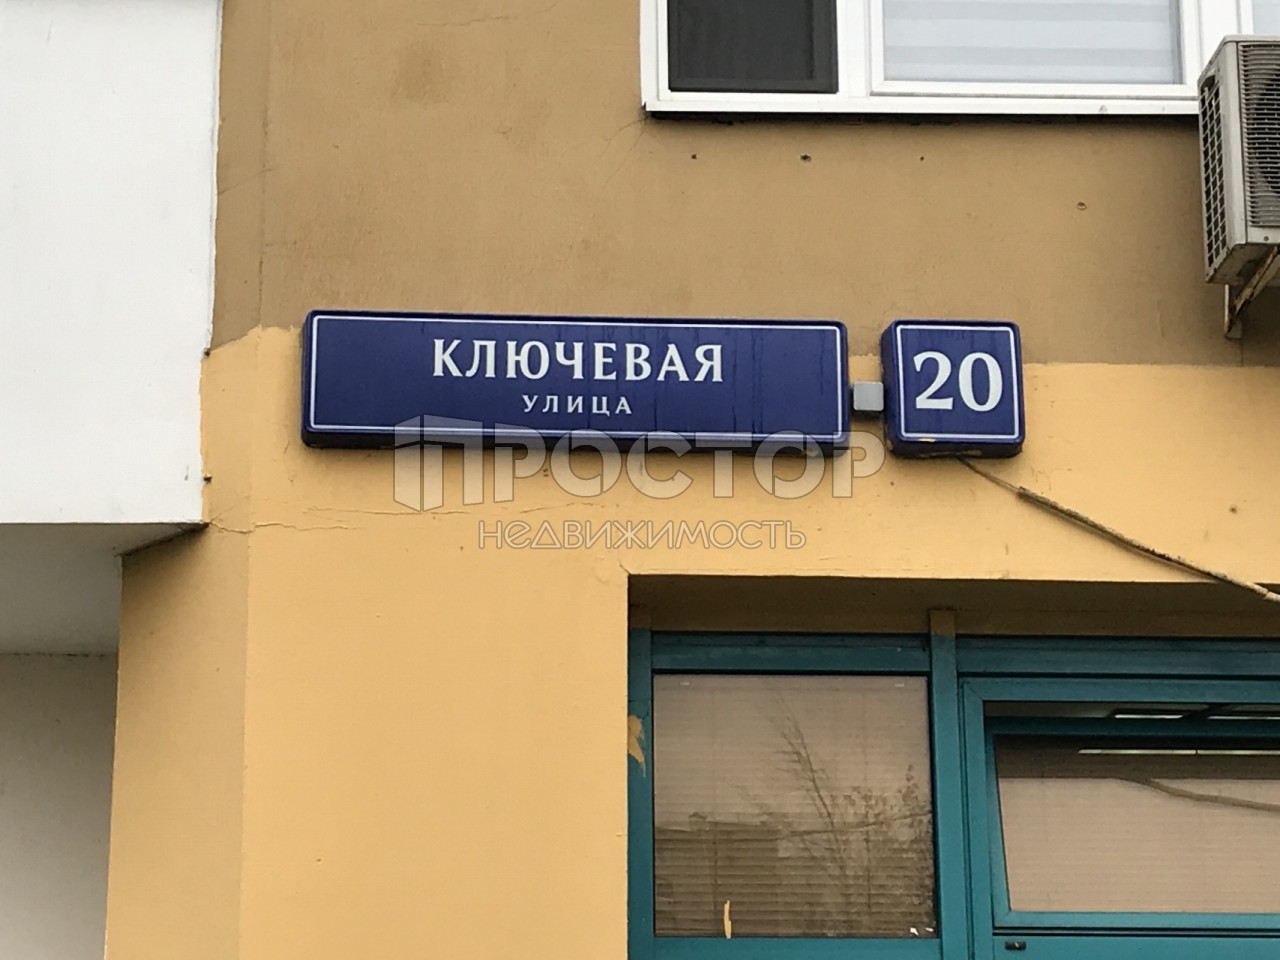 КЛЮЧЕВАЯ
УЛИЦА
20
ПРОСТОР
НЕДВИЖИМОСТЬ